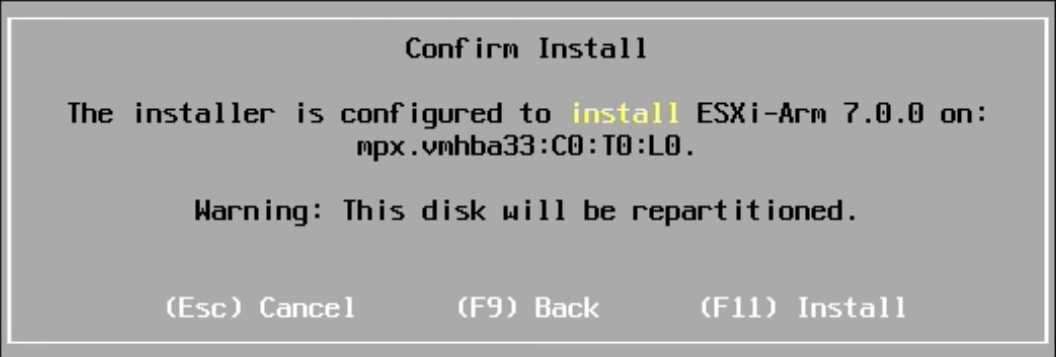 Confirm Install
The installer is configured to install ESXi-Arm 7.0.0 on:
mpx.vmhba33:C0:T0:L0.
Warning: This disk will be repartitioned.
(Esc) Cancel (F9) Back (F11) Install